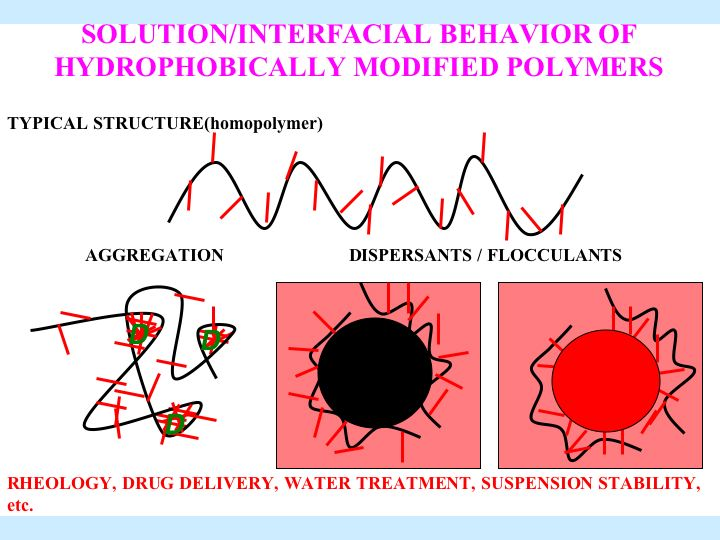 SOLUTION/INTERFACIAL BEHAVIOR OF
HYDROPHOBICALLY MODIFIED POLYMERS
TYPICAL STRUCTURE(homopolymer)
AGGREGATION
DISPERSANTS / FLOCCULANTS
D
D
D
RHEOLOGY, DRUG DELIVERY, WATER TREATMENT, SUSPENSION STABILITY,
etc.